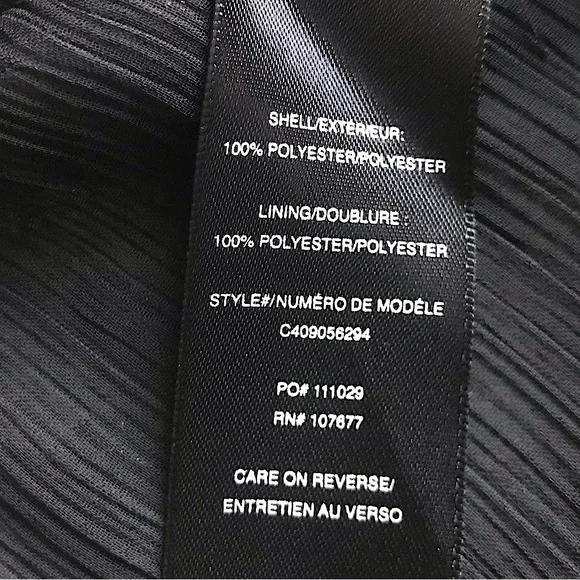 SHELL/EXTERIEUR:
100% POLYESTER/POLYESTER
LINING/DOUBLURE :
100% POLYESTER/POLYESTER
STYLE#/NUMÉRO DE MODÈLE
C409056294
PO# 111029
RN# 107677
CARE ON REVERSE/
ENTRETIEN AU VERSO